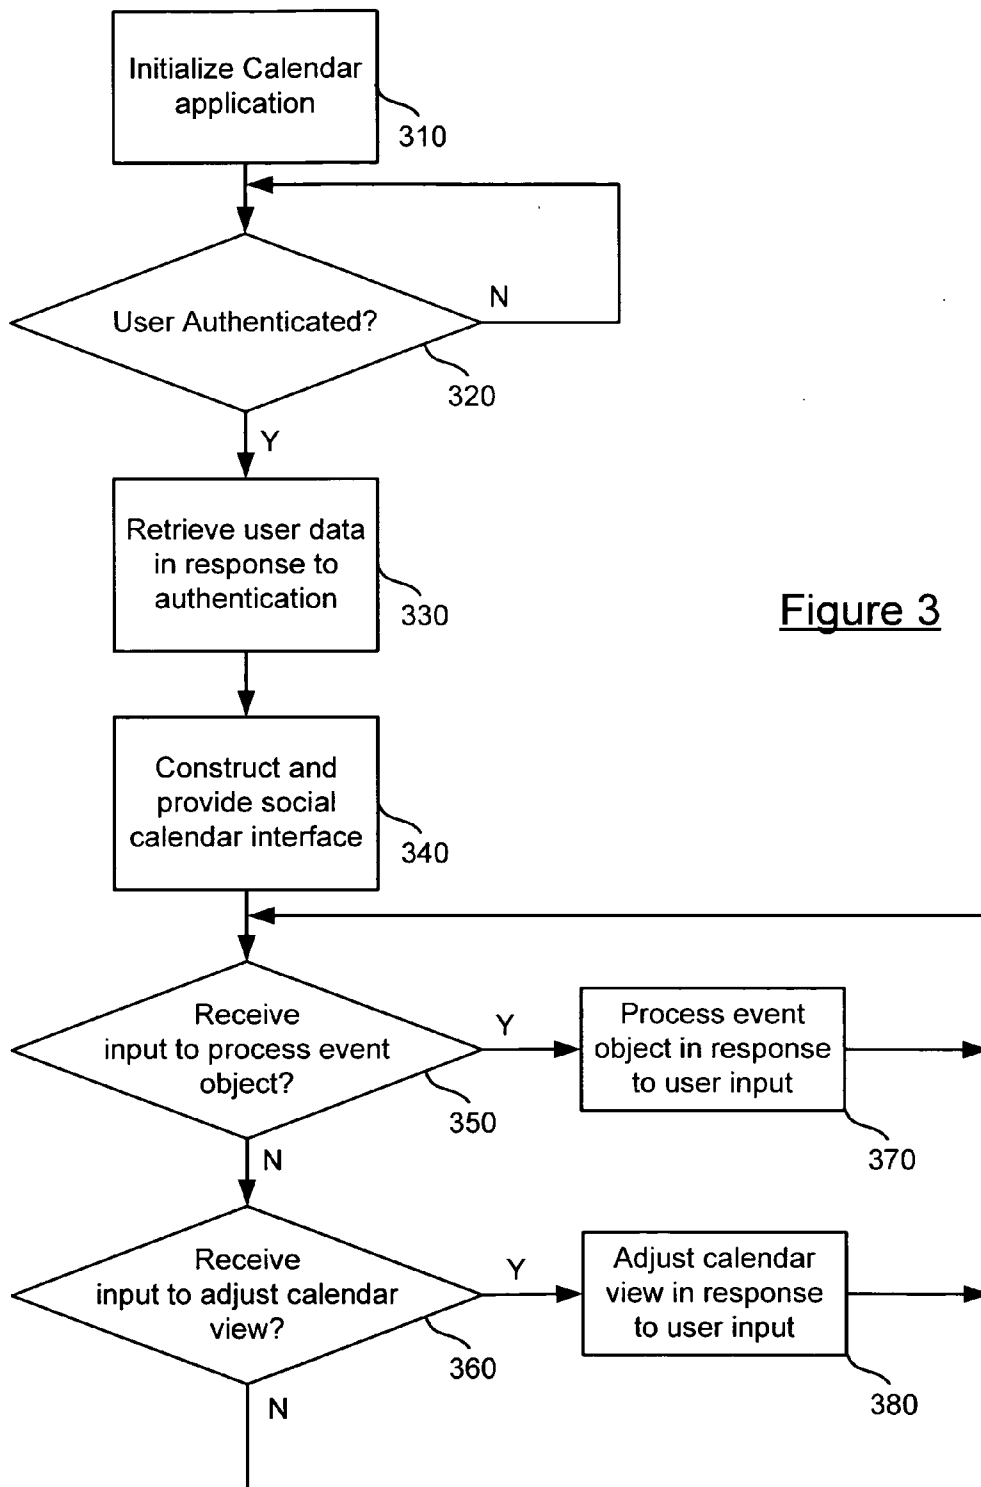 Initialize Calendar
application
310
N
User Authenticated?
320
Y
Retrieve user data
in response to
authentication
330
Figure 3
Construct and
provide social
calendar interface
340
Receive
input to process event
object?
350
Y
Process event
object in response
to user input
370
N
Receive
input to adjust calendar
view?
360
Y
Adjust calendar
view in response
to user input
380
N